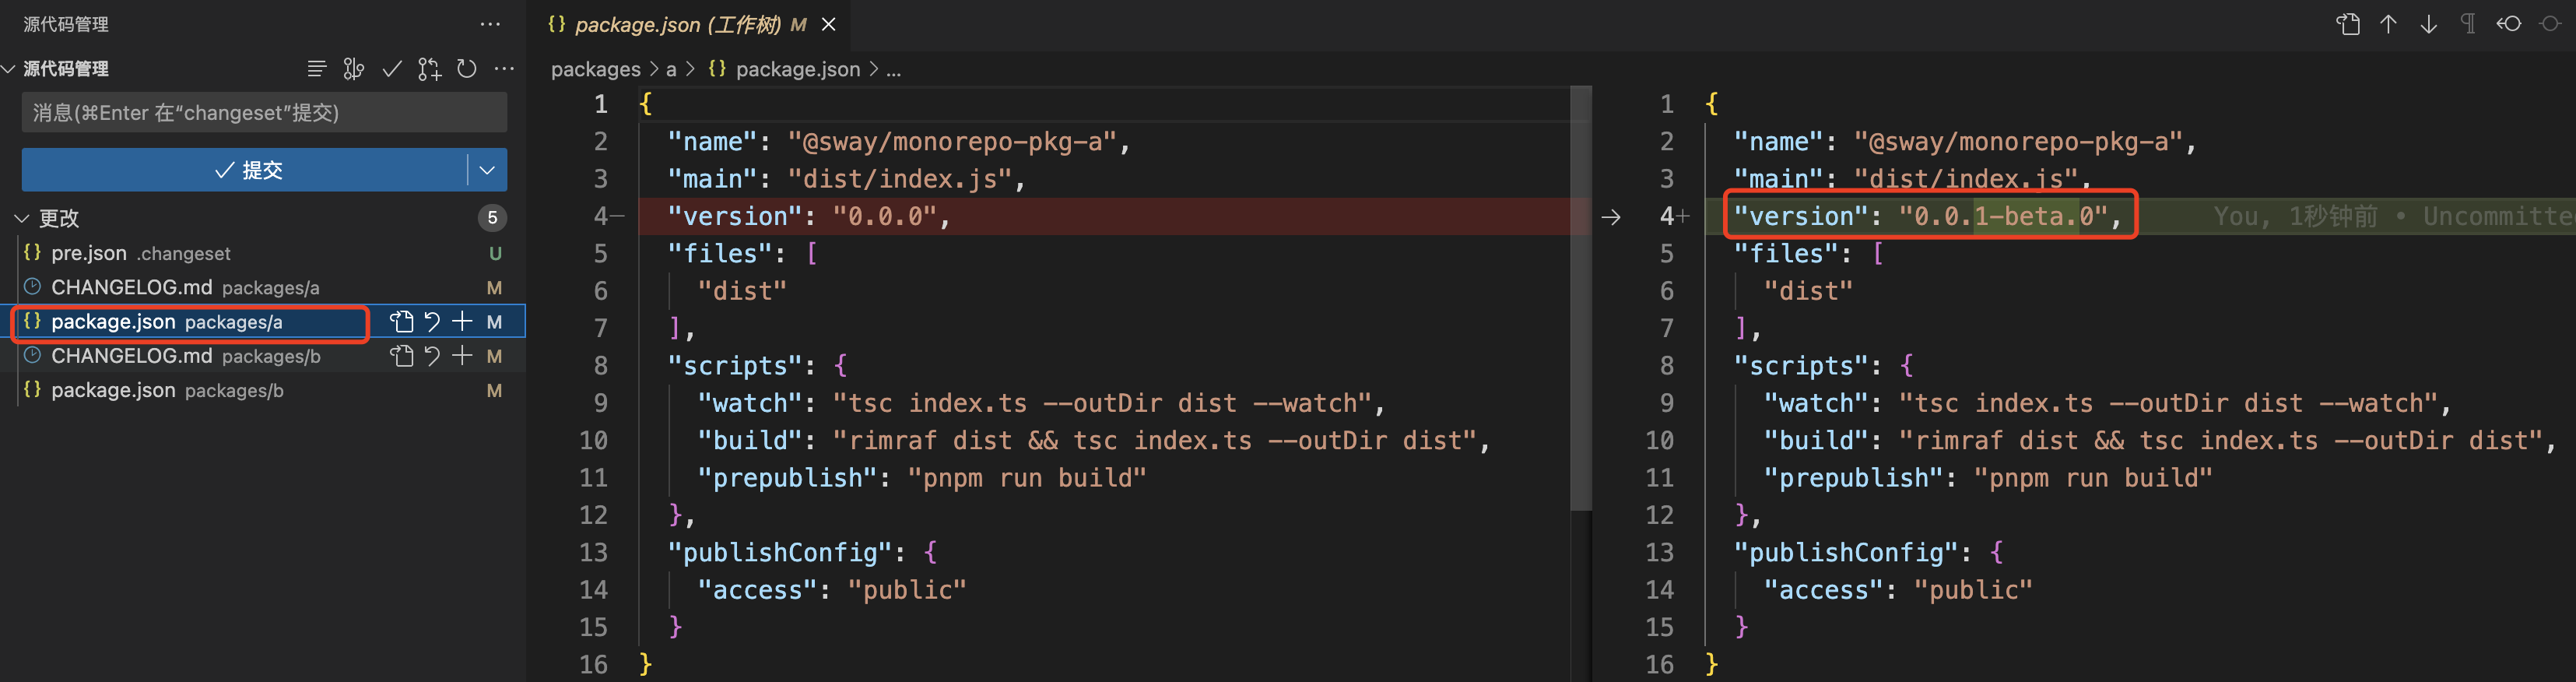 源代码管理
源代码管理
消息(⌘Enter 在“changeset”提交)
提交
更改 5
{} pre.json .changeset U
CHANGELOG.md packages/a M
{} package.json packages/a M
CHANGELOG.md packages/b M
{} package.json packages/b M
{} package.json (工作树) M
packages > a > {} package.json > ...
1 {
2 "name": "@sway/monorepo-pkg-a",
3 "main": "dist/index.js",
4— "version": "0.0.0",
5 "files": [
6 "dist"
7 ],
8 "scripts": {
9 "watch": "tsc index.ts --outDir dist --watch",
10 "build": "rimraf dist && tsc index.ts --outDir dist",
11 "prepublish": "pnpm run build"
12 },
13 "publishConfig": {
14 "access": "public"
15 }
16 }
1 {
2 "name": "@sway/monorepo-pkg-a",
3 "main": "dist/index.js",
4+ "version": "0.0.1-beta.0", You, 1秒钟前 • Uncommitte
5 "files": [
6 "dist"
7 ],
8 "scripts": {
9 "watch": "tsc index.ts --outDir dist --watch",
10 "build": "rimraf dist && tsc index.ts --outDir dist",
11 "prepublish": "pnpm run build"
12 },
13 "publishConfig": {
14 "access": "public"
15 }
16 }